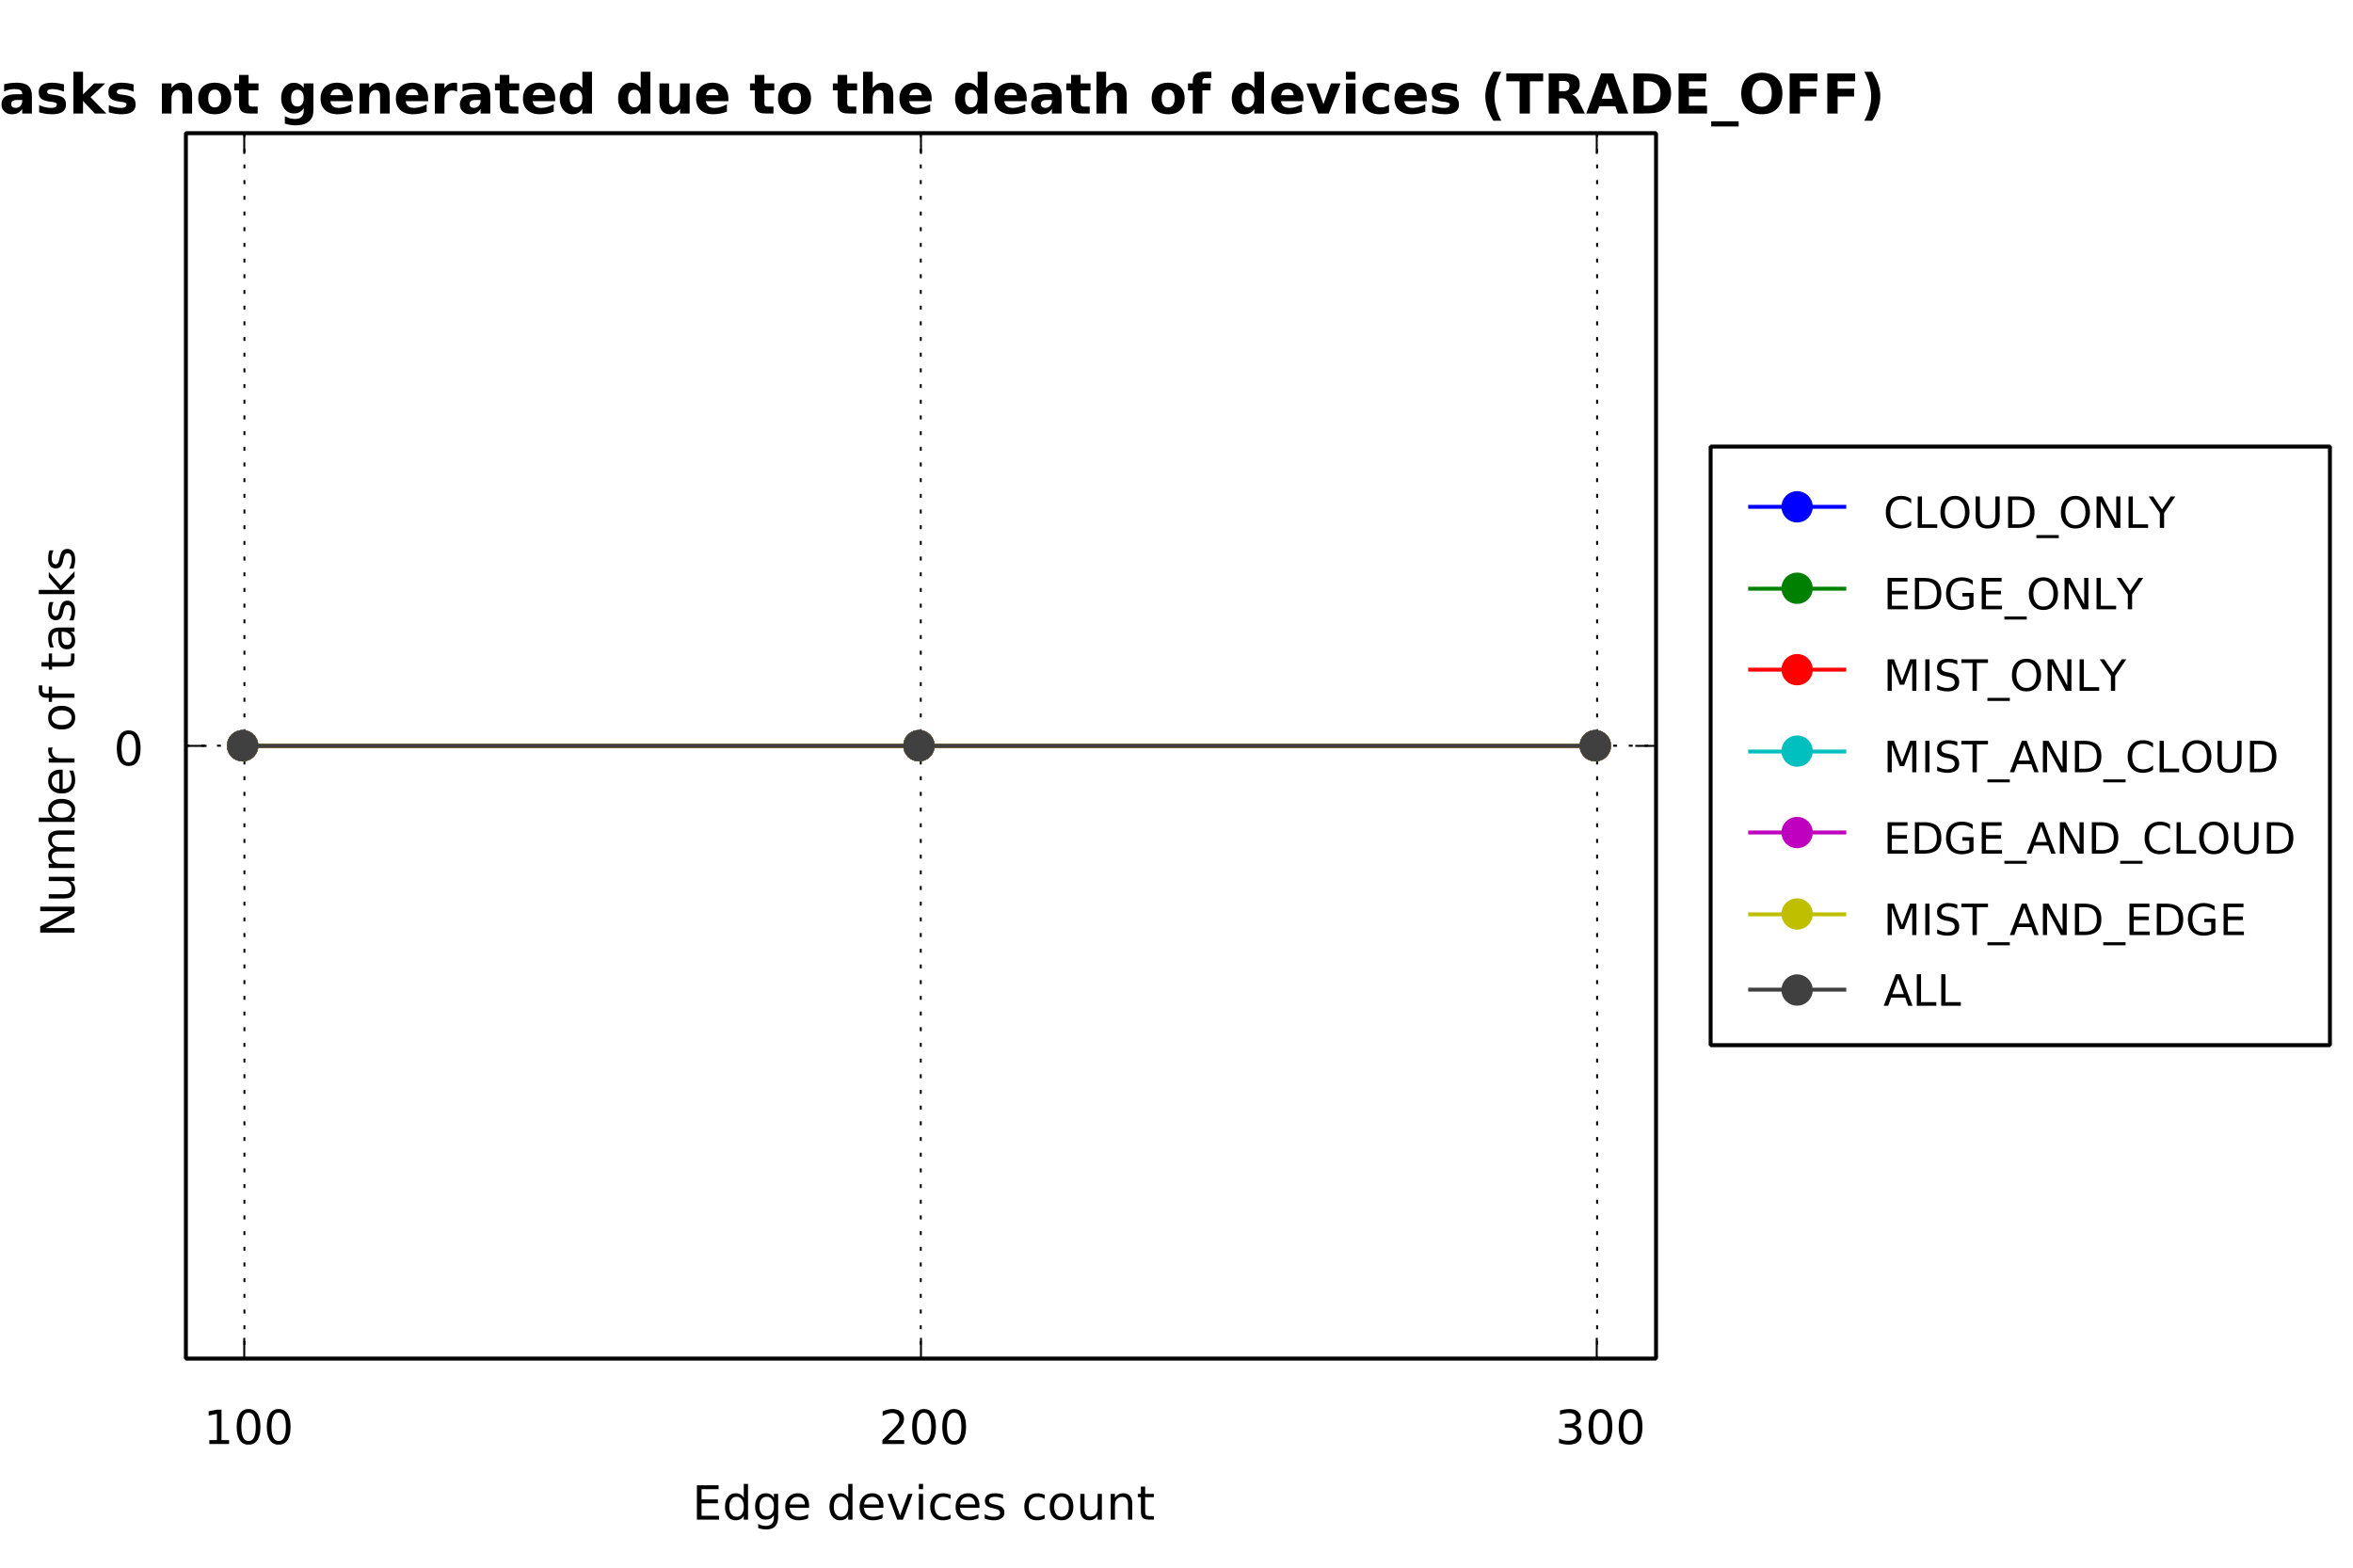 asks not generated due to the death of devices (TRADE_OFF)
Number of tasks
0
100
200
300
Edge devices count
CLOUD_ONLY
EDGE_ONLY
MIST_ONLY
MIST_AND_CLOUD
EDGE_AND_CLOUD
MIST_AND_EDGE
ALL